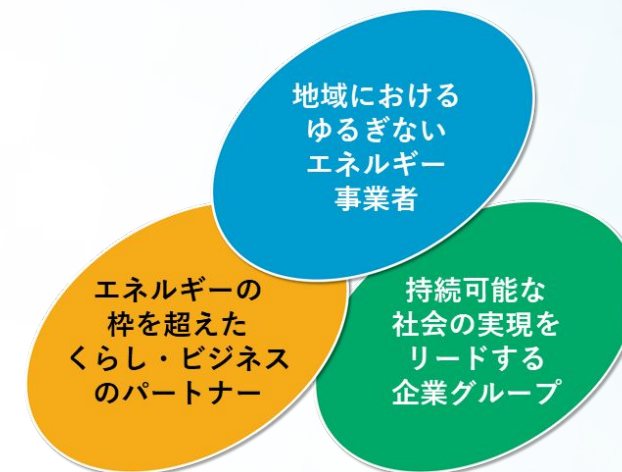 地域における
ゆるぎない
エネルギー
事業者
エネルギーの
枠を超えた
くらし・ビジネス
のパートナー
持続可能な
社会の実現を
リードする
企業グループ